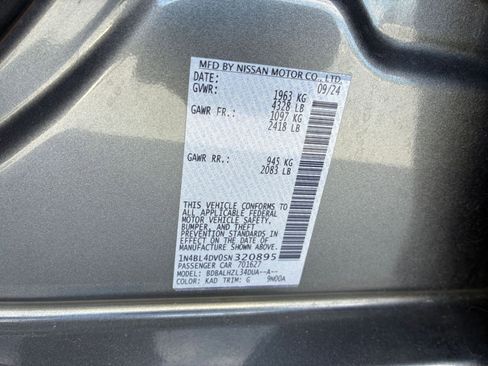 MFD BY NISSAN MOTOR CO., LTD.
DATE: 09/24
GVWR: 1963 KG
4328 LB
GAWR FR.: 1097 KG
2418 LB
GAWR RR.: 945 KG
2083 LB
THIS VEHICLE CONFORMS TO
ALL APPLICABLE FEDERAL
MOTOR VEHICLE SAFETY,
BUMPER, AND THEFT
PREVENTION STANDARDS IN
EFFECT ON THE DATE OF
MANUFACTURE SHOWN ABOVE.
1N4BL4DV0SN320895
PASSENGER CAR 701627
MODEL: BDBALHZL34DUA--A--
COLOR: KAD TRIM: G 9N00A